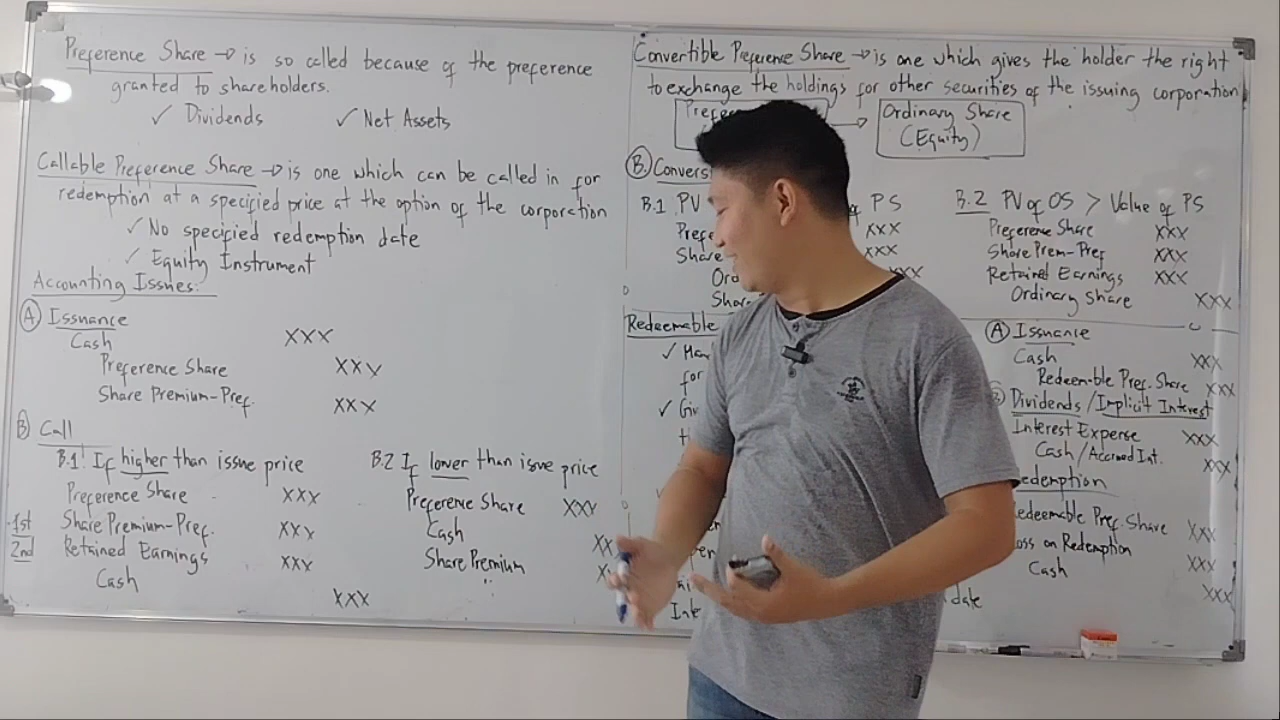 Preference Share → is so called because of the preference
granted to shareholders.
✓ Dividends ✓ Net Assets
Callable Preference Share → is one which can be called in for
redemption at a specified price at the option of the corporation
✓ No specified redemption date
✓ Equity Instrument
Accounting Issues:
(A) Issuance
Cash XXX
Preference Share XXX
Share Premium-Pref. XXX
(B) Call
B.1 If higher than issue price
Preference Share XXX
1st Share Premium-Pref. XXX
2nd Retained Earnings XXX
Cash XXX
B.2 If lower than issue price
Preference Share XXX
Cash XX
Share Premium
Convertible Preference Share → is one which gives the holder the right
to exchange the holdings for other securities of the issuing corporation
→ Ordinary Share
(Equity)
(B)
B.1 PV PS
XXX
Share XXX
XXX
Share
B.2 PV of OS > Value of PS
Preference Share XXX
Share Prem-Pref XXX
Retained Earnings XXX
Ordinary Share XXX
Redeemable
✓
for
✓
(A) Issuance
Cash XXX
Redeemable Pref. Share XXX
Dividends/Implicit Interest
Interest Expense XXX
Cash/Accrued Int. XXX
Redeemable Pref. Share XXX
Loss on Redemption XXX
Cash XXX
date